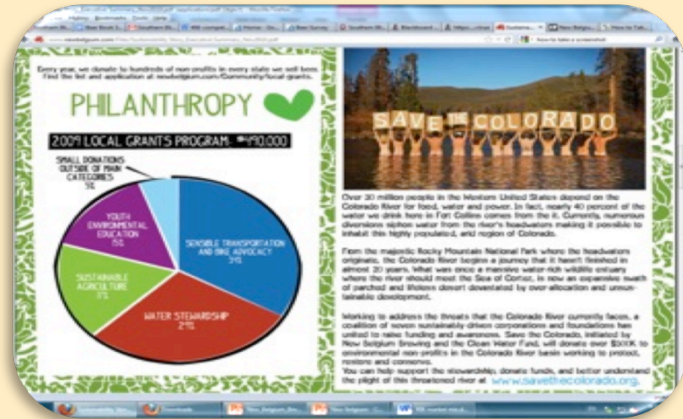 Every year, we donate to hundreds of non-profits in every state we sell beer.
Find the list and application at newbelgium.com/Community/local-grants.
PHILANTHROPY
2009 LOCAL GRANTS PROGRAM: $490,000
SMALL DONATIONS
OUTSIDE OF MAIN
CATEGORIES
YOUTH
ENVIRONMENTAL
EDUCATION
15%
SENSIBLE TRANSPORTATION
AND BIKE ADVOCACY
SUSTAINABLE
AGRICULTURE
WATER STEWARDSHIP
SAVE THE COLORADO
Over 30 million people in the Western United States depend on the
Colorado River for food, water and power. In fact, nearly 40 percent of the
water we drink here in Fort Collins comes from the it. Currently, numerous
diversions siphon water from the river's headwaters making it possible to
inhabit this highly populated, arid region of Colorado.
From the majestic Rocky Mountain National Park where the headwaters
originate, the Colorado River begins a journey that it hasn't finished in
almost 20 years. What was once a massive water-rich wildlife estuary
where the river should meet the Sea of Cortez, is now an expansive swath
of parched and lifeless desert devastated by over-allocation and unsus-
tainable development.
Working to address the threats that the Colorado River currently faces, a
coalition of seven sustainably driven corporations and foundations has
united to raise funding and awareness. Save the Colorado, initiated by
New Belgium Brewing and the Clean Water Fund, will donate over $500K to
environmental non-profits in the Colorado River basin working to protect,
restore and conserve.
You can help support the stewardship, donate funds, and better understand
the plight of this threatened river at www.savethecolorado.org.